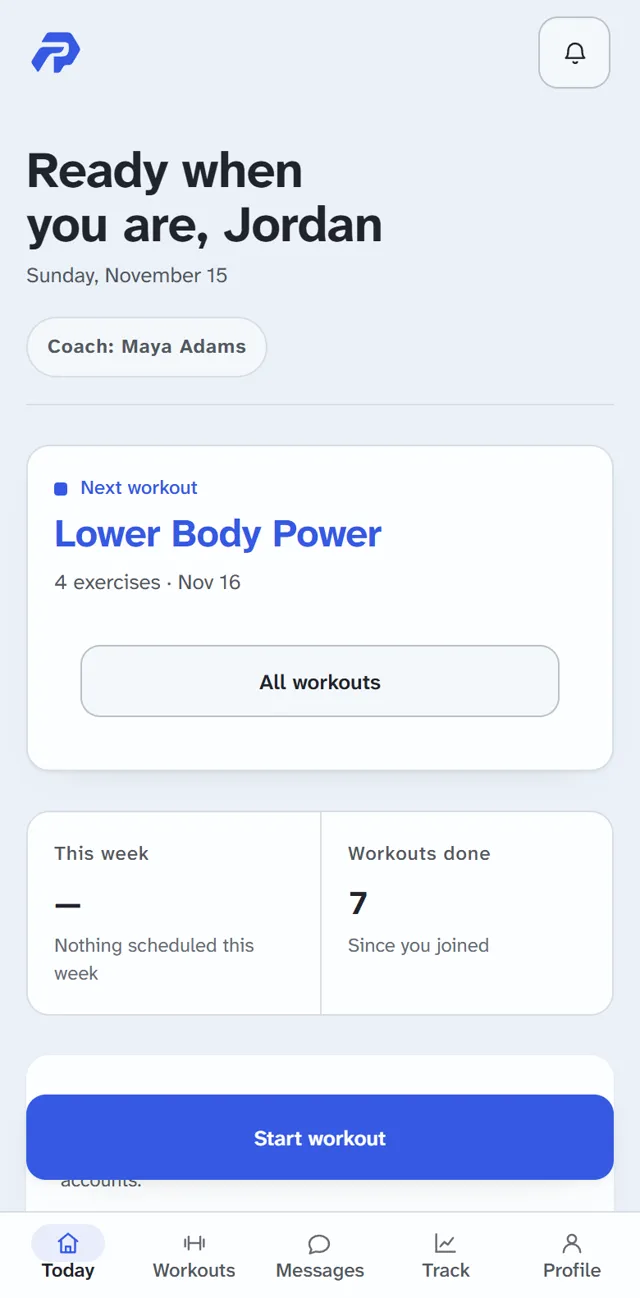 Ready when
you are, Jordan
Sunday, November 15
Coach: Maya Adams
Next workout
Lower Body Power
4 exercises · Nov 16
All workouts
This week
—
Nothing scheduled this
week
Workouts done
7
Since you joined
Start workout
accounts.
Today
Workouts
Messages
Track
Profile